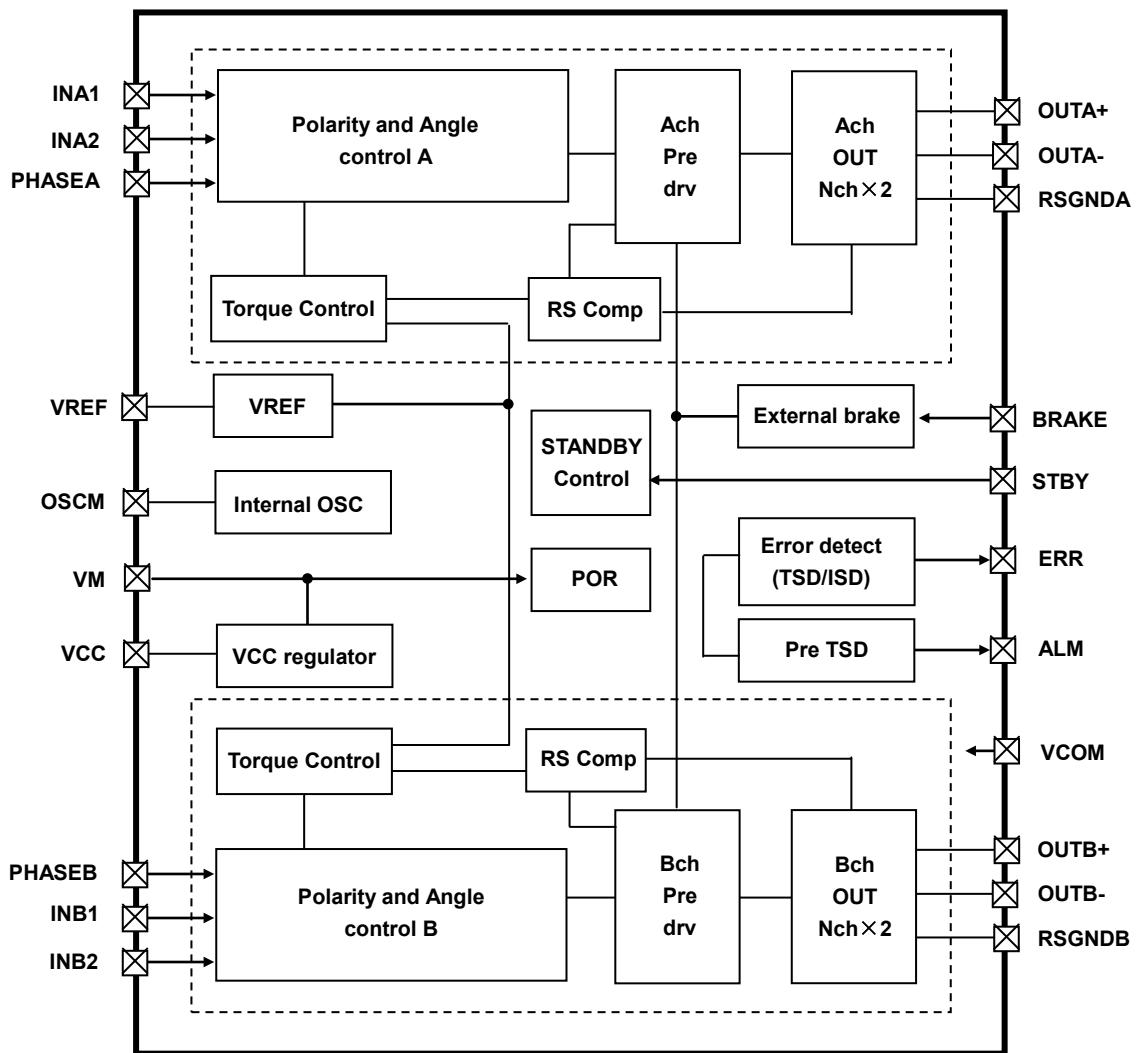 INA1
INA2
PHASEA
Polarity and Angle
control A
Ach
Pre
drv
Ach
OUT
Nch×2
OUTA+
OUTA-
RSGNDA
Torque Control
RS Comp
VREF
VREF
STANDBY
Control
External brake
BRAKE
STBY
OSCM
Internal OSC
Error detect
(TSD/ISD)
ERR
VM
POR
VCC
VCC regulator
Pre TSD
ALM
Torque Control
RS Comp
VCOM
PHASEB
INB1
INB2
Polarity and Angle
control B
Bch
Pre
drv
Bch
OUT
Nch×2
OUTB+
OUTB-
RSGNDB